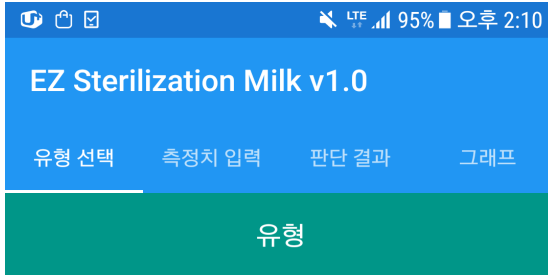 LTE 95% 오후 2:10
EZ Sterilization Milk v1.0
유형 선택 측정치 입력 판단 결과 그래프
유형